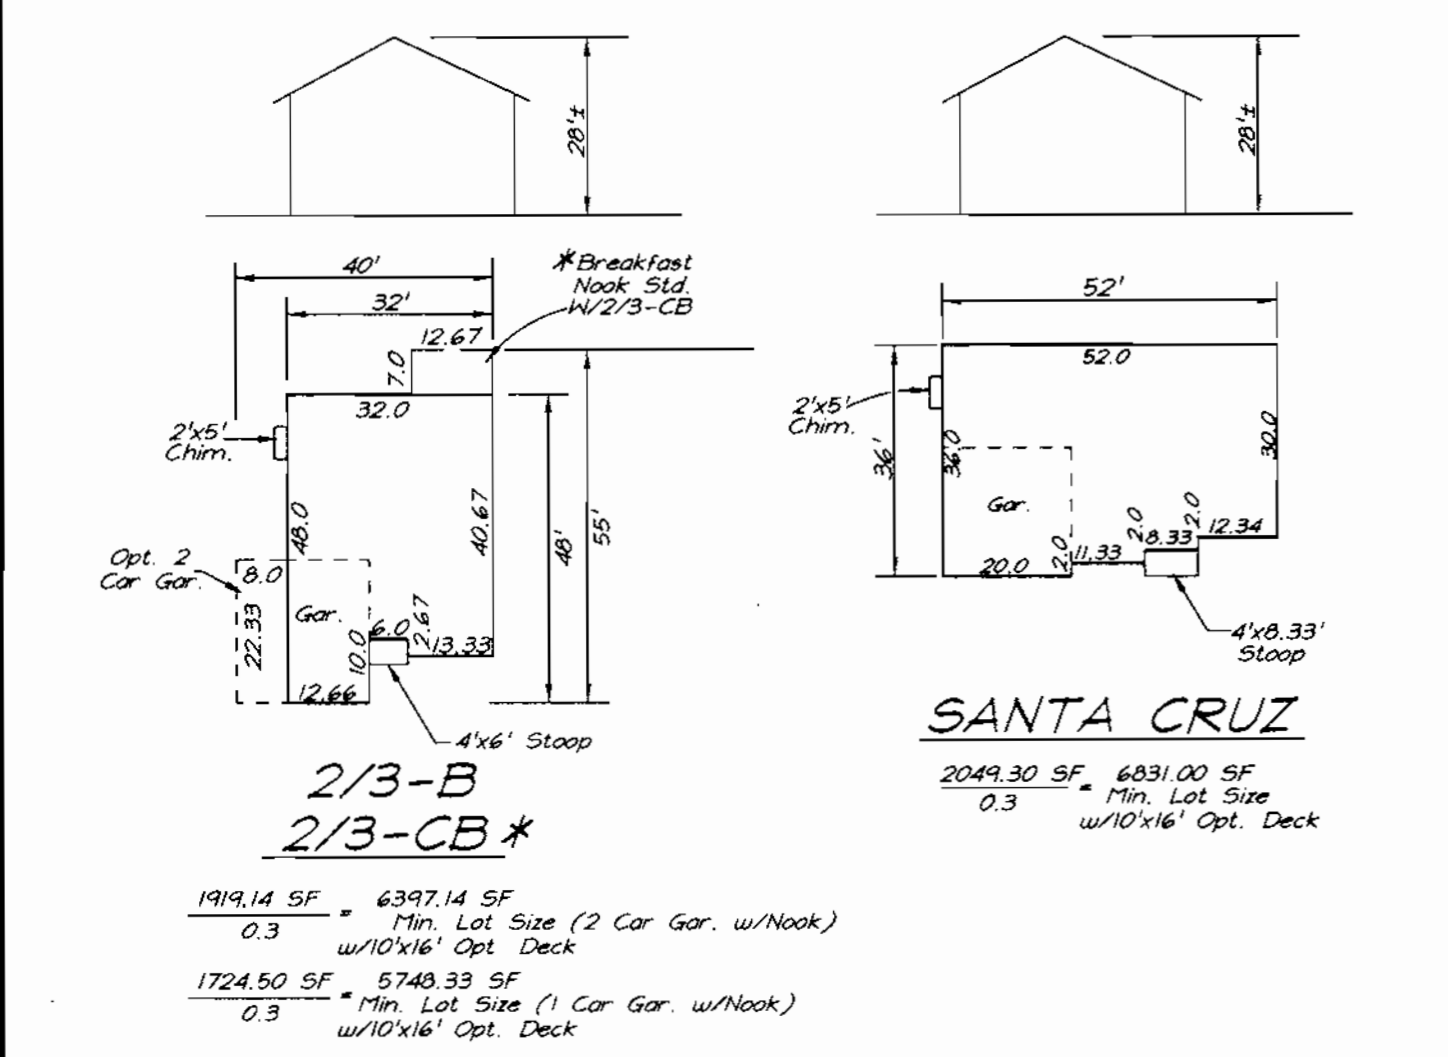 28'±
40'
32'
*Breakfast
Nook Std.
W/2/3-CB
12.67
7.0
32.0
2'x5'
Chim.
48.0
40.67
48'
55'
Opt. 2
Car Gar.
8.0
22.33
Gar.
6.0
2.67
10.0
13.33
12.66
4'x6' Stoop
2/3-B
2/3-CB*
1919.14 SF = 6397.14 SF
0.3
Min. Lot Size (2 Car Gar. w/Nook)
w/10'x16' Opt Deck
1724.50 SF = 5748.33 SF
0.3
Min. Lot Size (1 Car Gar. w/Nook)
w/10'x16' Opt. Deck
28'±
52'
52.0
2'x5'
Chim.
36'
36.0
30.0
Gar.
2.0
2.0
8.33
12.34
2.0
11.33
20.0
4'x8.33'
Stoop
SANTA CRUZ
2049.30 SF = 6831.00 SF
0.3
Min. Lot Size
w/10'x16' Opt. Deck